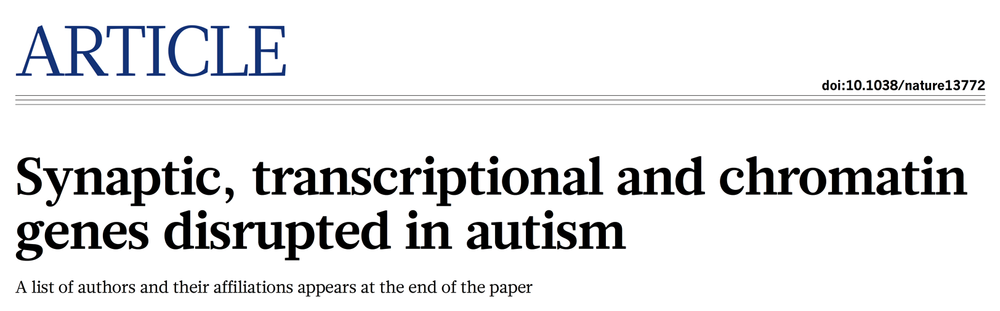 ARTICLE
doi:10.1038/nature13772
Synaptic, transcriptional and chromatin
genes disrupted in autism
A list of authors and their affiliations appears at the end of the paper